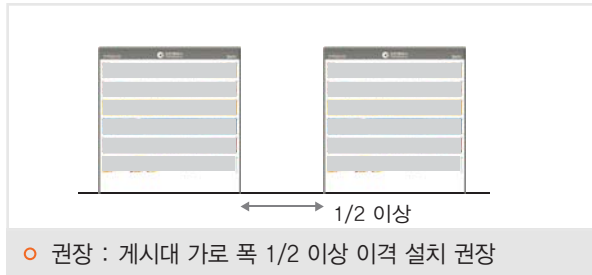 1/2 이상
권장 : 게시대 가로 폭 1/2 이상 이격 설치 권장